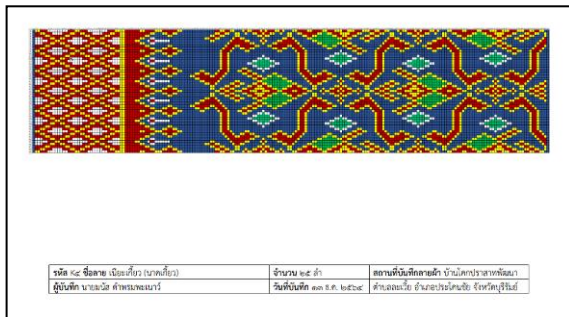 รหัส K๔ ชื่อลาย เนียะเกี้ยว (นาคเกี้ยว) จำนวน ๒๕ ลำ สถานที่บันทึกลายผ้า บ้านโคกปราสาทพัฒนา
ผู้บันทึก นายมนัส คำพรมพะเนาว์ วันที่บันทึก ๑๓ ธ.ค. ๒๕๖๔ ตำบลละเวี้ย อำเภอประโคนชัย จังหวัดบุรีรัมย์